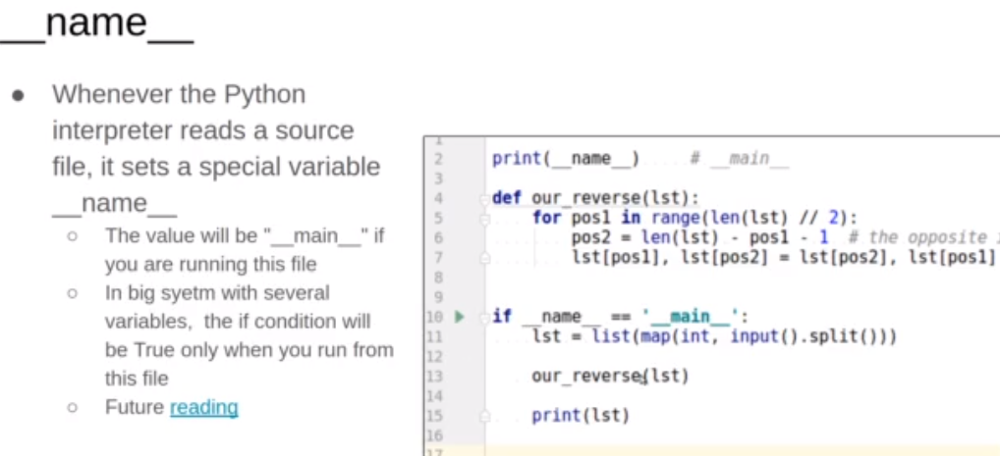 __name__
Whenever the Python
interpreter reads a source
file, it sets a special variable
__name__
The value will be "__main__" if
you are running this file
In big syetm with several
variables,  the if condition will
be True only when you run from
this file
Future reading
1
2 print(__name__)     # __main__
3
4 def our_reverse(lst):
5     for pos1 in range(len(lst) // 2):
6         pos2 = len(lst) - pos1 - 1  # the opposite
7         lst[pos1], lst[pos2] = lst[pos2], lst[pos1]
8
9
10 if __name__ == '__main__':
11     lst = list(map(int, input().split()))
12
13     our_reverse(lst)
14
15     print(lst)
16
17